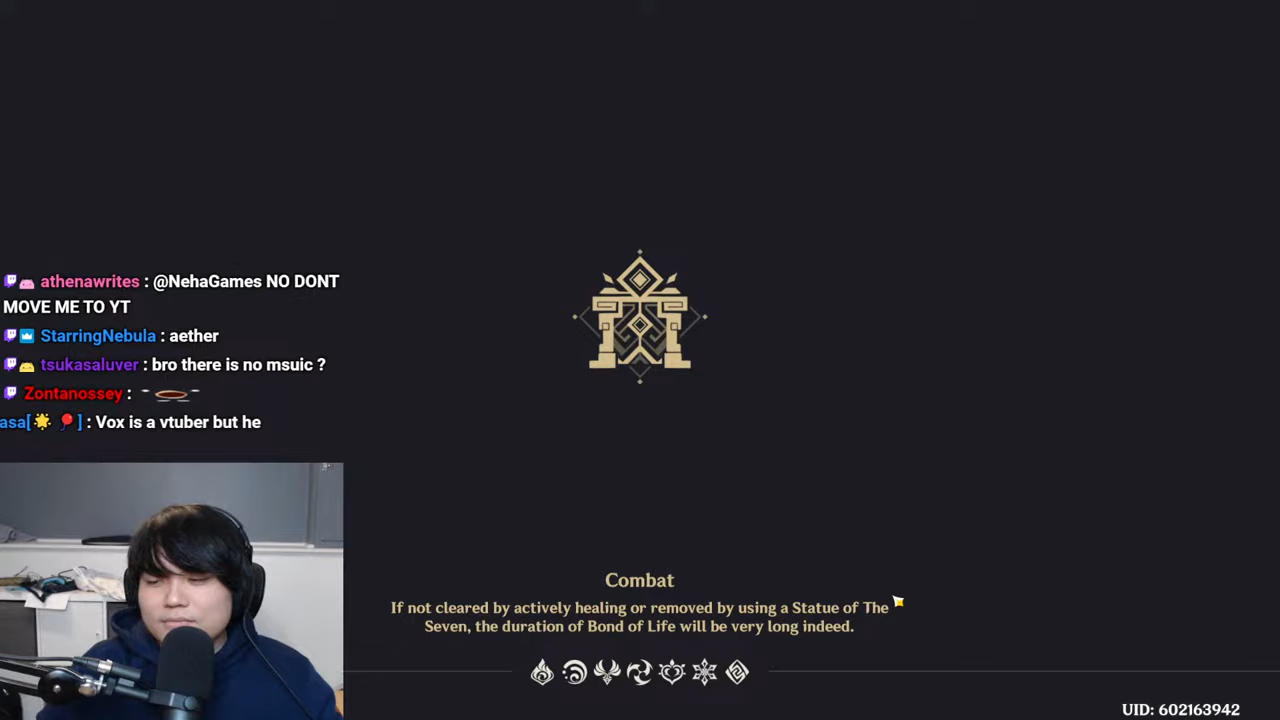 athenawrites : @NehaGames NO DONT
MOVE ME TO YT
StarringNebula : aether
tsukasaluver : bro there is no msuic ?
Zontanossey :
asa[ ] : Vox is a vtuber but he
Combat
If not cleared by actively healing or removed by using a Statue of The
Seven, the duration of Bond of Life will be very long indeed.
UID: 602163942